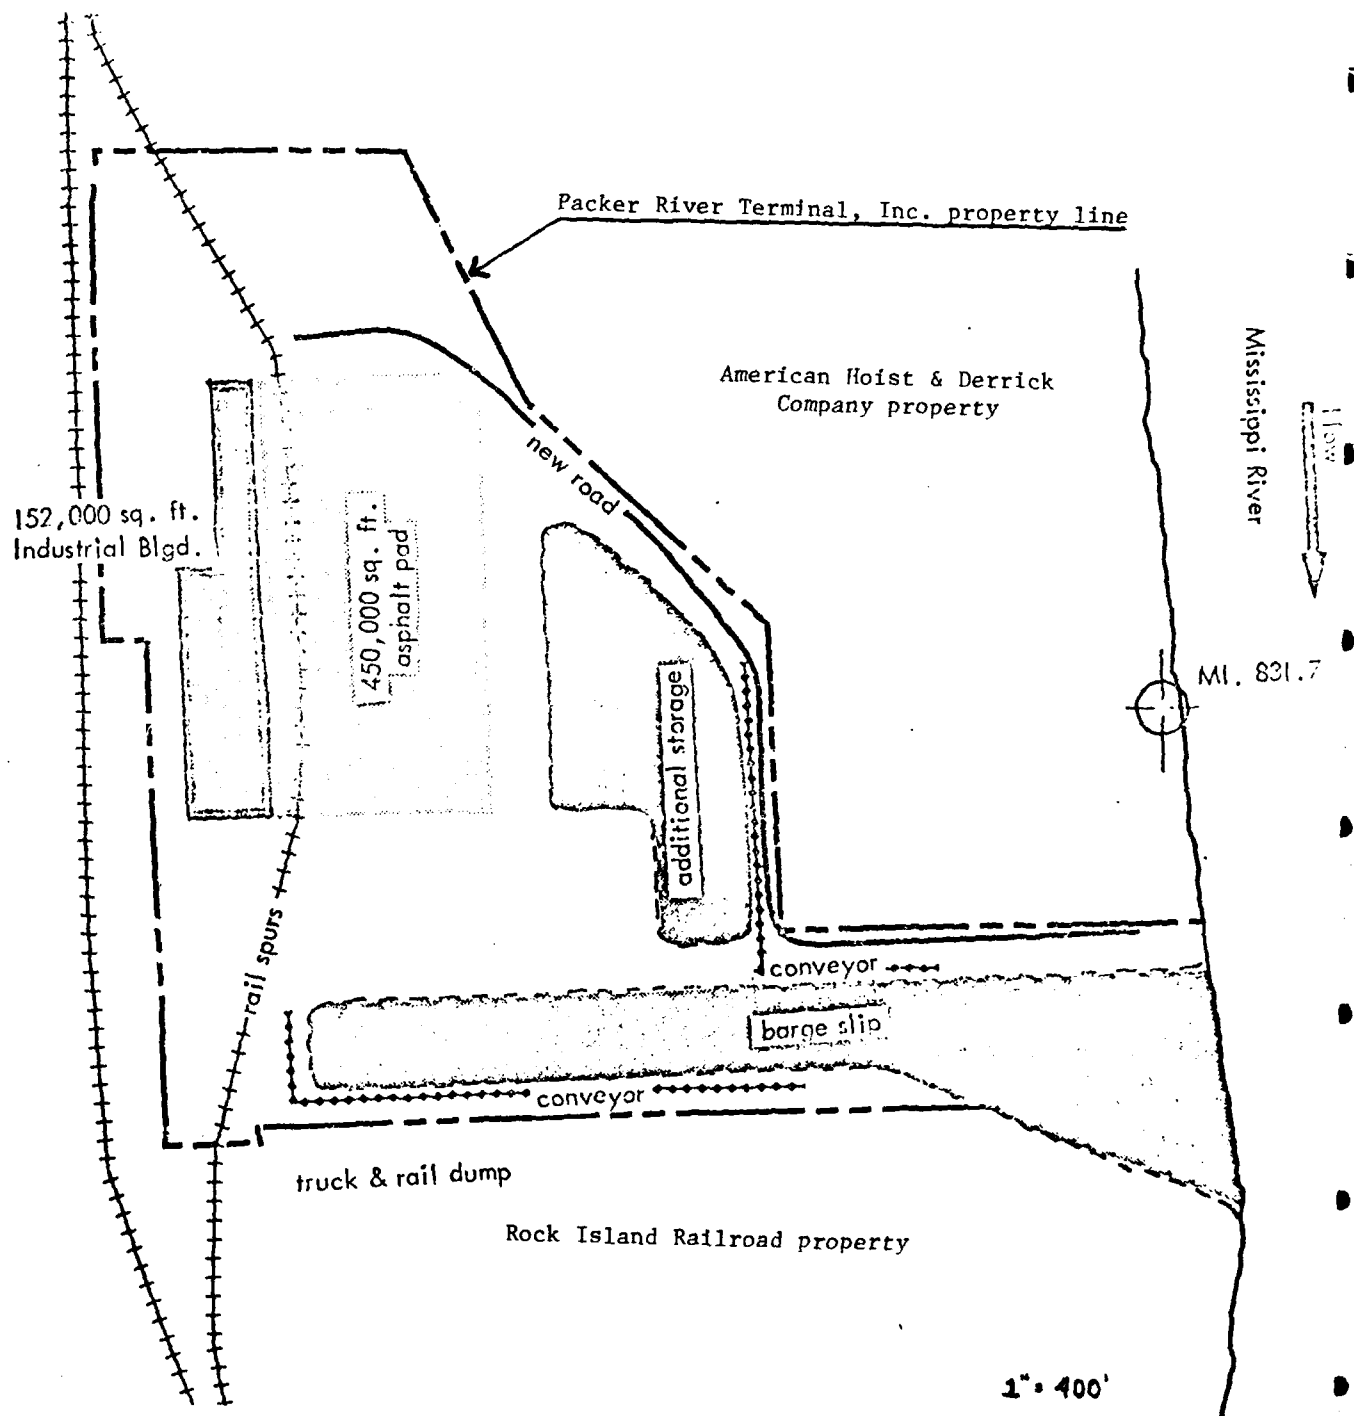 Packer River Terminal, Inc. property line
American Hoist & Derrick
Company property
Mississippi River
Flow
new road
152,000 sq. ft.
Industrial Blgd.
450,000 sq. ft.
asphalt pad
additional storage
MI. 831.7
rail spurs
conveyor
barge slip
conveyor
truck & rail dump
Rock Island Railroad property
1" = 400'